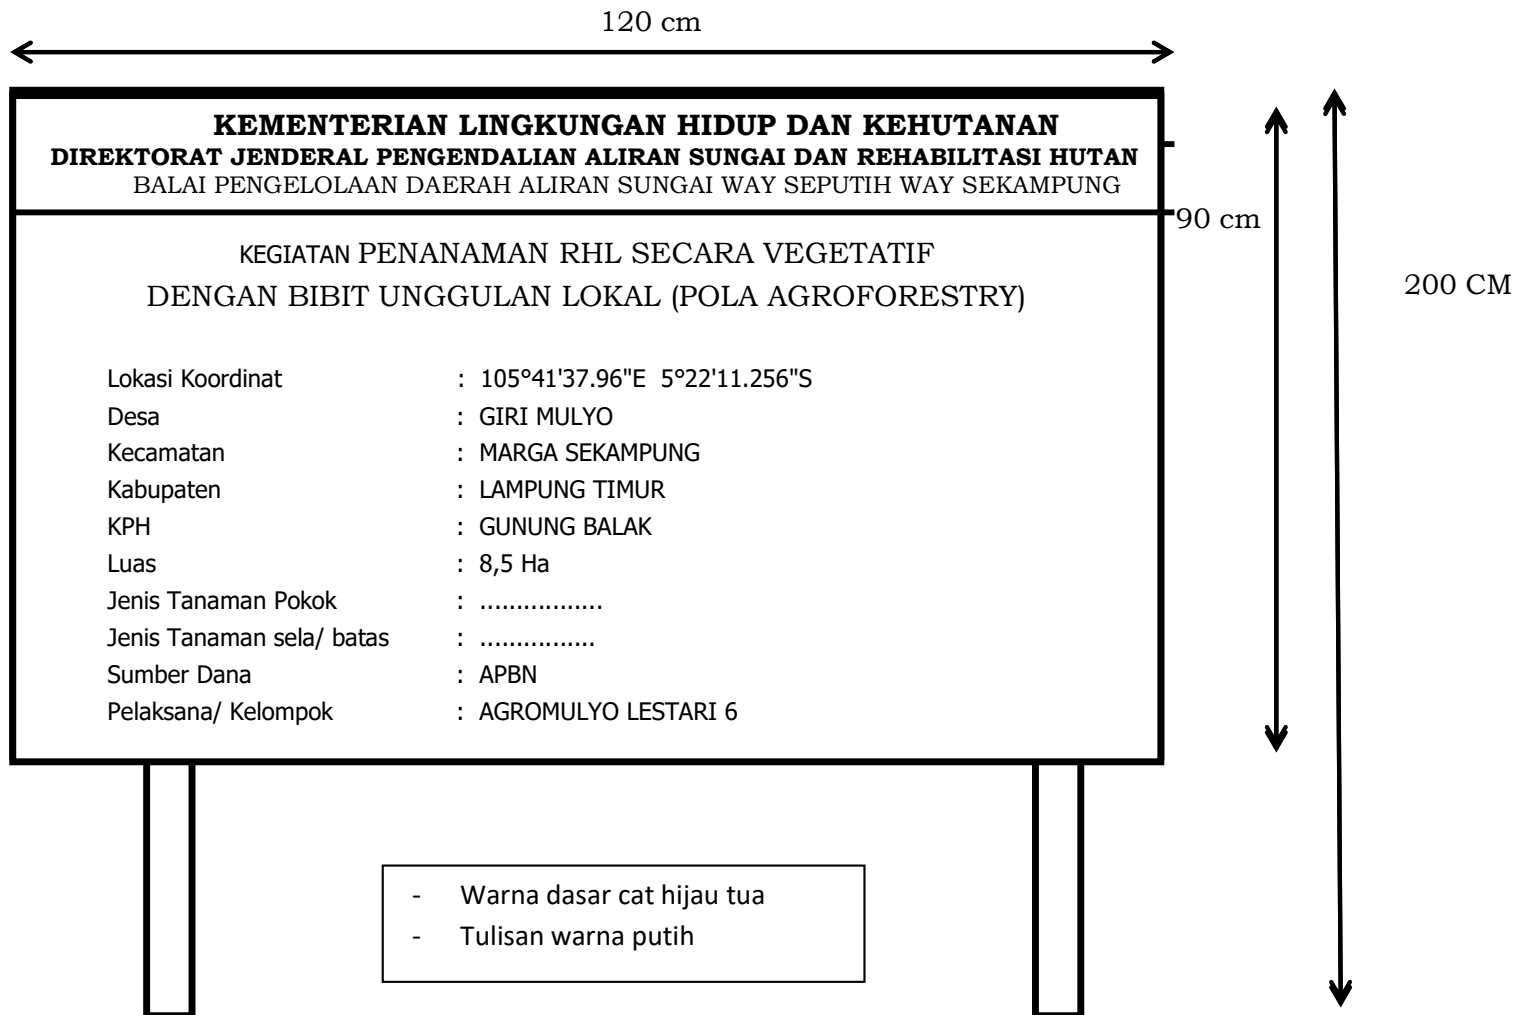 120 cm
KEMENTERIAN LINGKUNGAN HIDUP DAN KEHUTANAN
DIREKTORAT JENDERAL PENGENDALIAN ALIRAN SUNGAI DAN REHABILITASI HUTAN
BALAI PENGELOLAAN DAERAH ALIRAN SUNGAI WAY SEPUTIH WAY SEKAMPUNG
90 cm
KEGIATAN PENANAMAN RHL SECARA VEGETATIF
DENGAN BIBIT UNGGULAN LOKAL (POLA AGROFORESTRY)
200 CM
Lokasi Koordinat : 105°41'37.96"E 5°22'11.256"S
Desa : GIRI MULYO
Kecamatan : MARGA SEKAMPUNG
Kabupaten : LAMPUNG TIMUR
KPH : GUNUNG BALAK
Luas : 8,5 Ha
Jenis Tanaman Pokok : .................
Jenis Tanaman sela/ batas : ................
Sumber Dana : APBN
Pelaksana/ Kelompok : AGROMULYO LESTARI 6
- Warna dasar cat hijau tua
- Tulisan warna putih